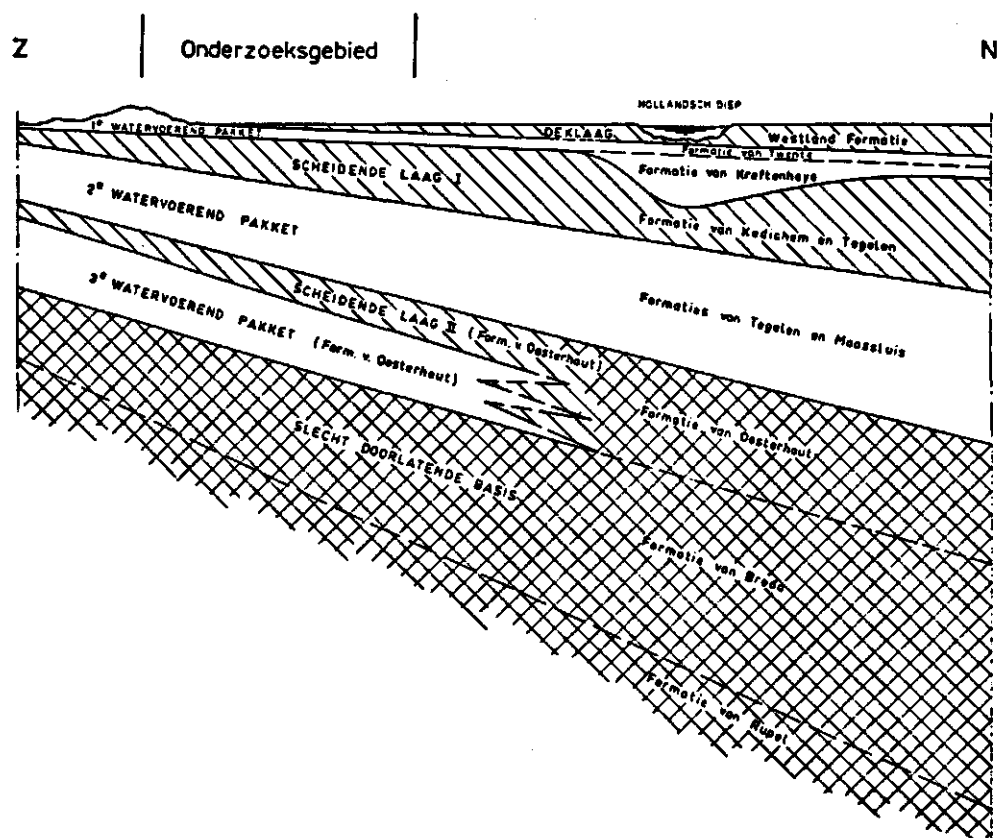 Z
Onderzoeksgebied
N
HOLLANDSCH DIEP
1e WATERVOEREND PAKKET
DEKLAAG
Westland Formatie
Formatie van Twente
Formatie van Kreftenheye
SCHEIDENDE LAAG I
Formatie van Kedichem en Tegelen
2e WATERVOEREND PAKKET
Formaties van Tegelen en Maassluis
SCHEIDENDE LAAG II (Form. v. Oosterhout)
3e WATERVOEREND PAKKET (Form. v. Oosterhout)
Formatie van Oosterhout
SLECHT DOORLATENDE BASIS
Formatie van Breda
Formatie van Rupel